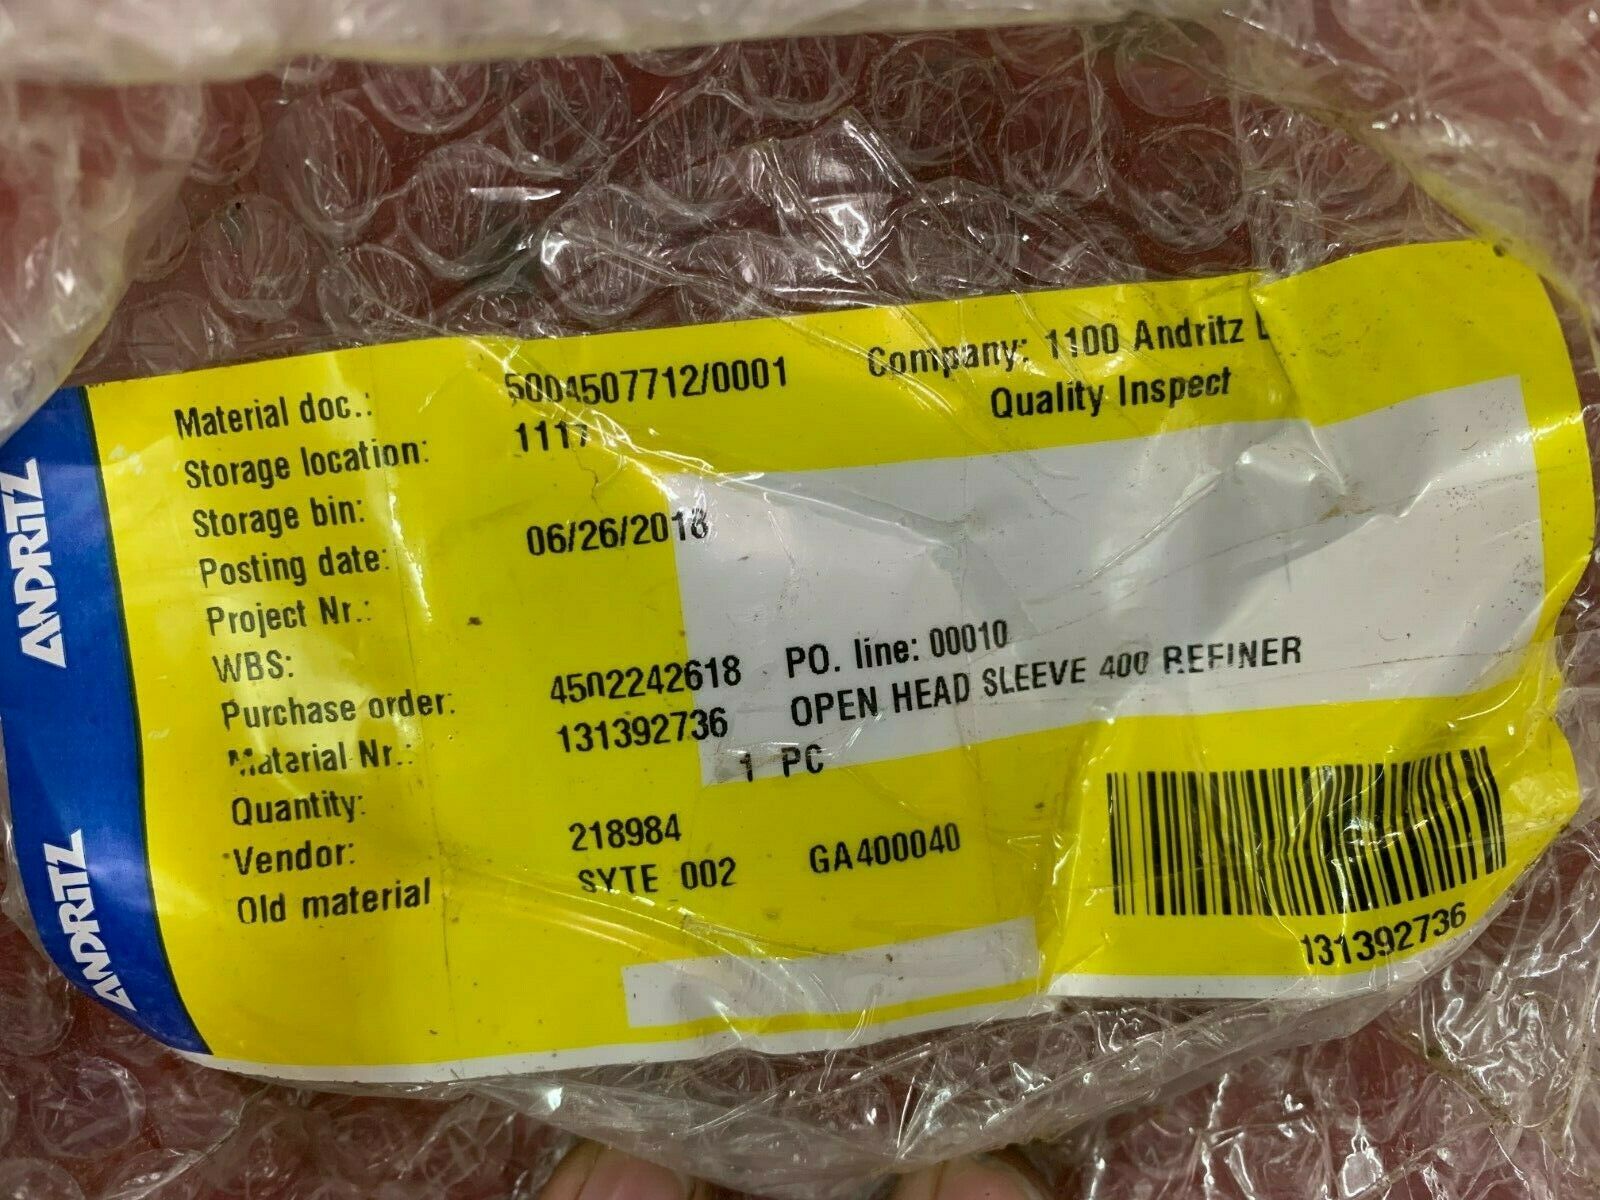 ANDRITZ
ANDRITZ
Material doc.: 5004507712/0001 Company: 1100 Andritz
Storage location: 1117 Quality Inspect
Storage bin:
Posting date: 06/26/2018
Project Nr.:
WBS:
Purchase order: 4502242618 PO. line: 00010
Material Nr.: 131392736 OPEN HEAD SLEEVE 400 REFINER
Quantity: 1 PC
Vendor: 218984
Old material SYTE 002 GA400040
131392736